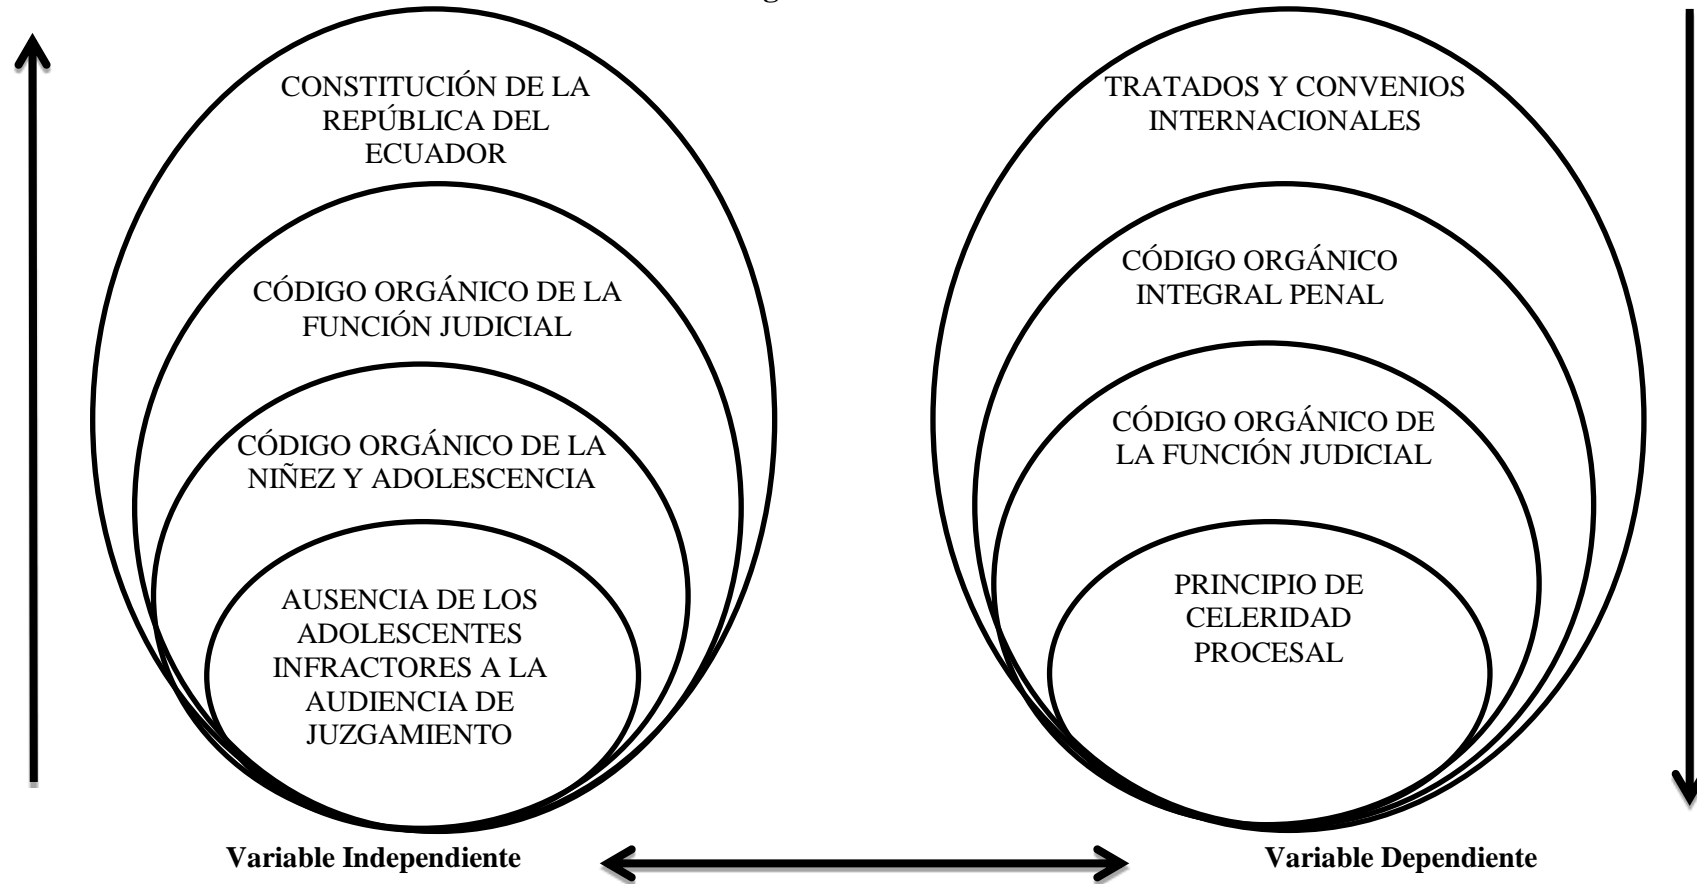 CONSTITUCIÓN DE LA
REPÚBLICA DEL
ECUADOR
CÓDIGO ORGÁNICO DE LA
FUNCIÓN JUDICIAL
CÓDIGO ORGÁNICO DE LA
NIÑEZ Y ADOLESCENCIA
AUSENCIA DE LOS
ADOLESCENTES
INFRACTORES A LA
AUDIENCIA DE
JUZGAMIENTO
Variable Independiente
TRATADOS Y CONVENIOS
INTERNACIONALES
CÓDIGO ORGÁNICO
INTEGRAL PENAL
CÓDIGO ORGÁNICO DE
LA FUNCIÓN JUDICIAL
PRINCIPIO DE
CELERIDAD
PROCESAL
Variable Dependiente